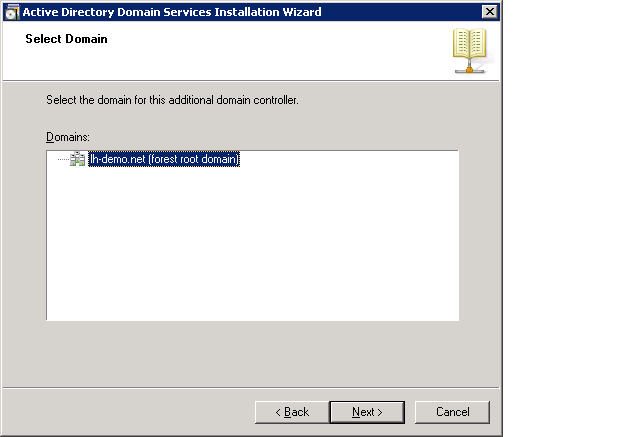 Active Directory Domain Services Installation Wizard
Select Domain
Select the domain for this additional domain controller.
Domains:
lh-demo.net (forest root domain)
< Back
Next >
Cancel